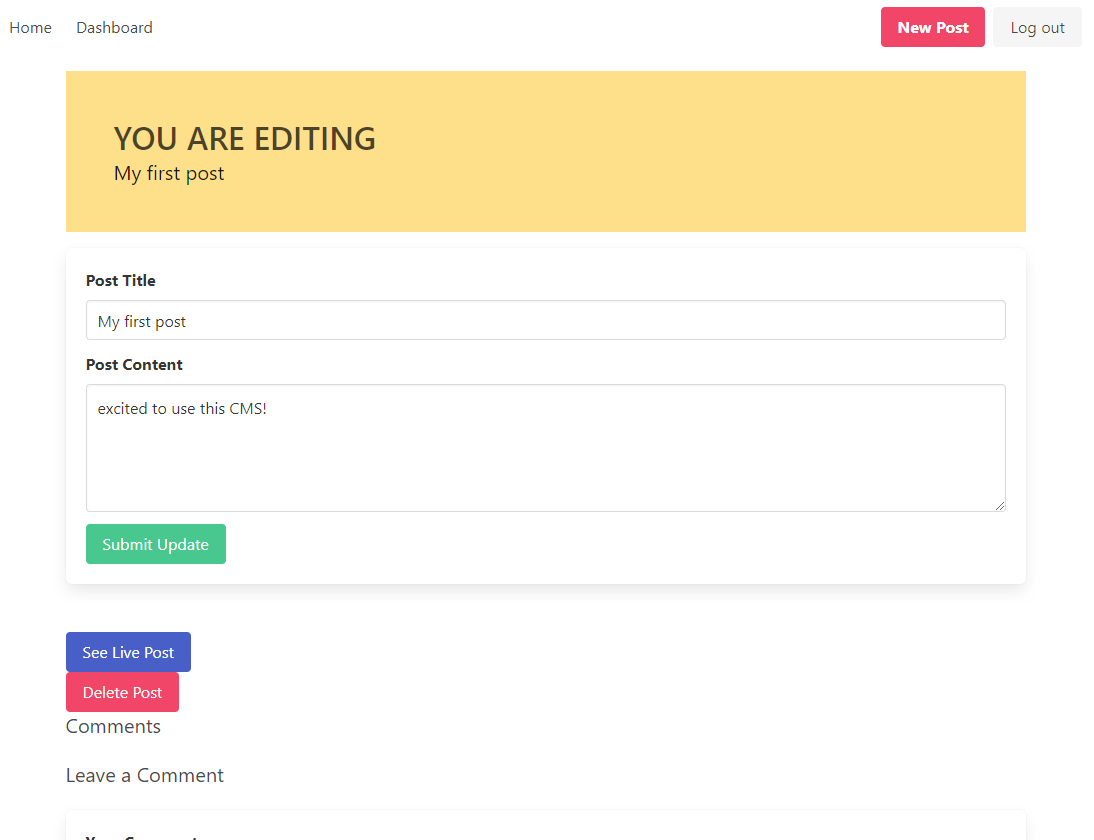 Home Dashboard New Post Log out
YOU ARE EDITING
My first post
Post Title
My first post
Post Content
excited to use this CMS!
Submit Update
See Live Post
Delete Post
Comments
Leave a Comment